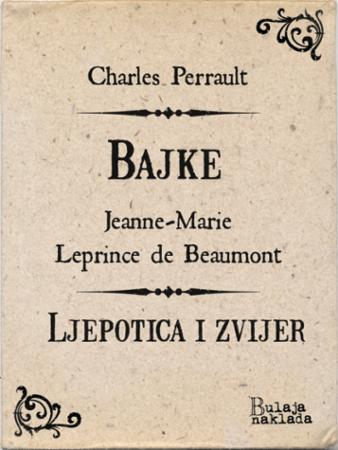 Charles Perrault
Bajke
Jeanne-Marie
Leprince de Beaumont
Ljepotica i zvijer
Bulaja
naklada